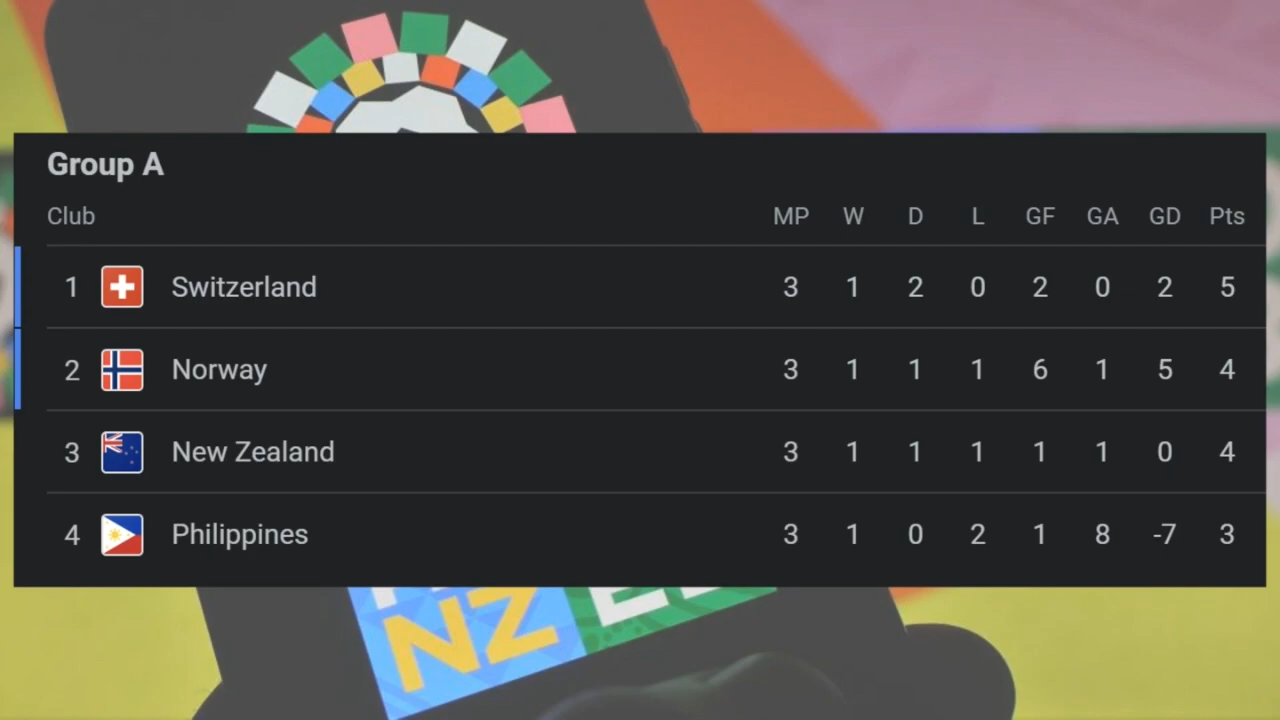 Group A
Club MP W D L GF GA GD Pts
1 Switzerland 3 1 2 0 2 0 2 5
2 Norway 3 1 1 1 6 1 5 4
3 New Zealand 3 1 1 1 1 1 0 4
4 Philippines 3 1 0 2 1 8 -7 3
NZ